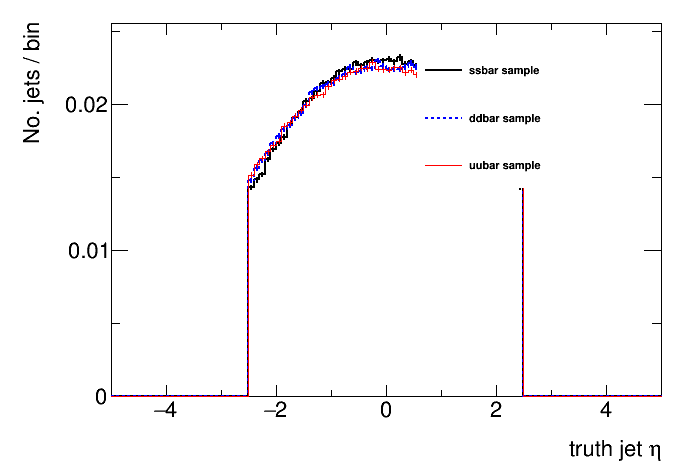 No. jets / bin
0.02
0.01
0
−4 −2 0 2 4
truth jet η
ssbar sample
ddbar sample
uubar sample